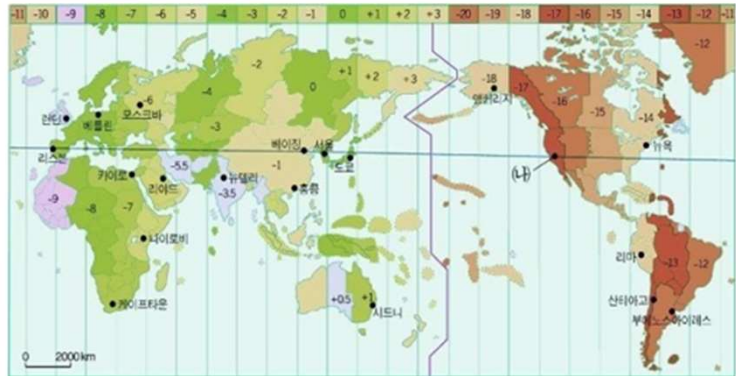 -11 -10 -9 -8 -7 -6 -5 -4 -3 -2 -1 0 +1 +2 +3 -20 -19 -18 -17 -16 -15 -14 -13 -12 -11
-12
-2
+1
0
+2
+3
-18
-17
-4
-6
모스크바
앵커리지
-16
-15
-14
런던
베를린
-3
베이징
서울
뉴욕
리스본
도쿄
-5.5
-1
카이로
리야드
뉴델리
-3.5
홍콩
(나)
-9
-8
-7
나이로비
리마
-13
-12
케이프타운
+0.5
+1
시드니
산티아고
부에노스아이레스
0 2000km